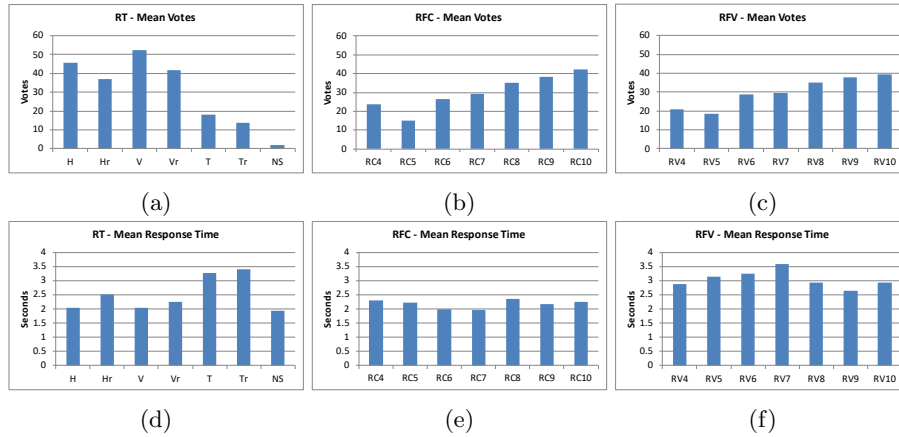 RT - Mean Votes
Votes
60
50
40
30
20
10
0
H Hr V Vr T Tr NS
(a)
RFC - Mean Votes
Votes
60
50
40
30
20
10
0
RC4 RC5 RC6 RC7 RC8 RC9 RC10
(b)
RFV - Mean Votes
Votes
60
50
40
30
20
10
0
RV4 RV5 RV6 RV7 RV8 RV9 RV10
(c)
RT - Mean Response Time
Seconds
4
3.5
3
2.5
2
1.5
1
0.5
0
H Hr V Vr T Tr NS
(d)
RFC - Mean Response Time
Seconds
4
3.5
3
2.5
2
1.5
1
0.5
0
RC4 RC5 RC6 RC7 RC8 RC9 RC10
(e)
RFV - Mean Response Time
Seconds
4
3.5
3
2.5
2
1.5
1
0.5
0
RV4 RV5 RV6 RV7 RV8 RV9 RV10
(f)